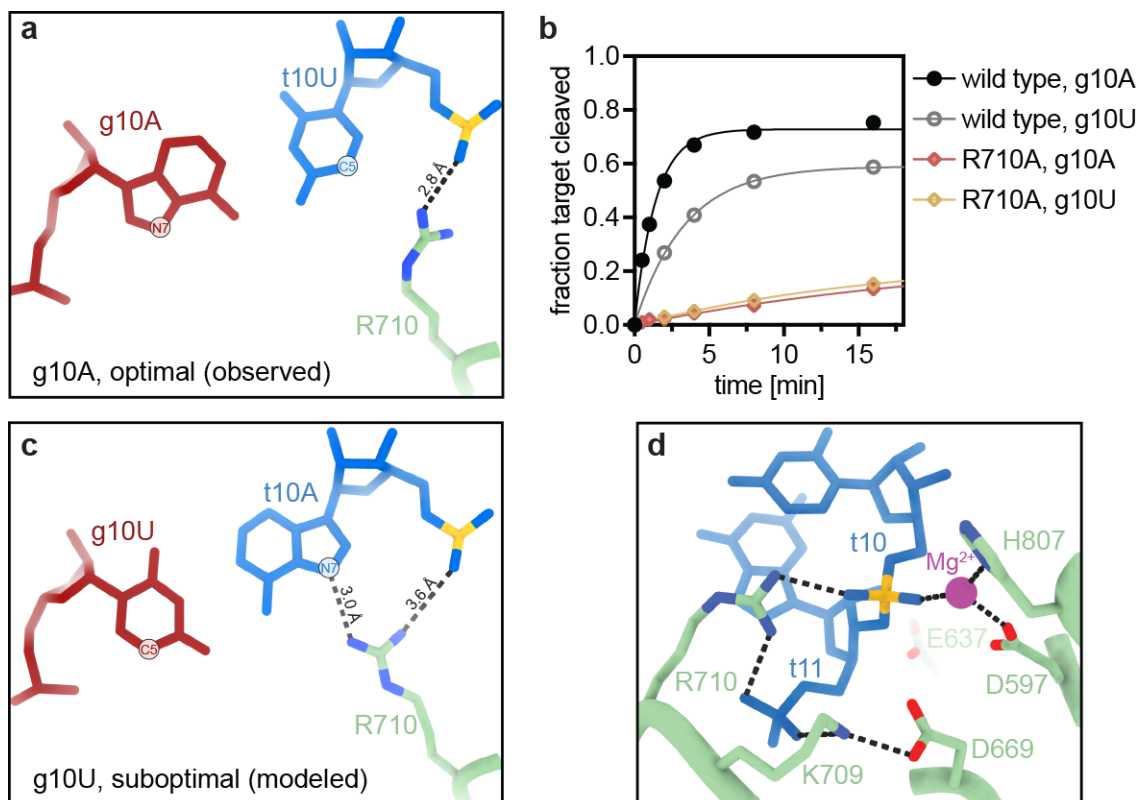 a
g10A
t10U
N7
C5
2.8 Å
R710
g10A, optimal (observed)
b
fraction target cleaved
1.0
0.8
0.6
0.4
0.2
0.0
0
5
10
15
time [min]
wild type, g10A
wild type, g10U
R710A, g10A
R710A, g10U
c
g10U
t10A
C5
N7
3.0 Å
3.6 Å
R710
g10U, suboptimal (modeled)
d
t10
Mg²⁺
H807
E637
R710
t11
D597
K709
D669